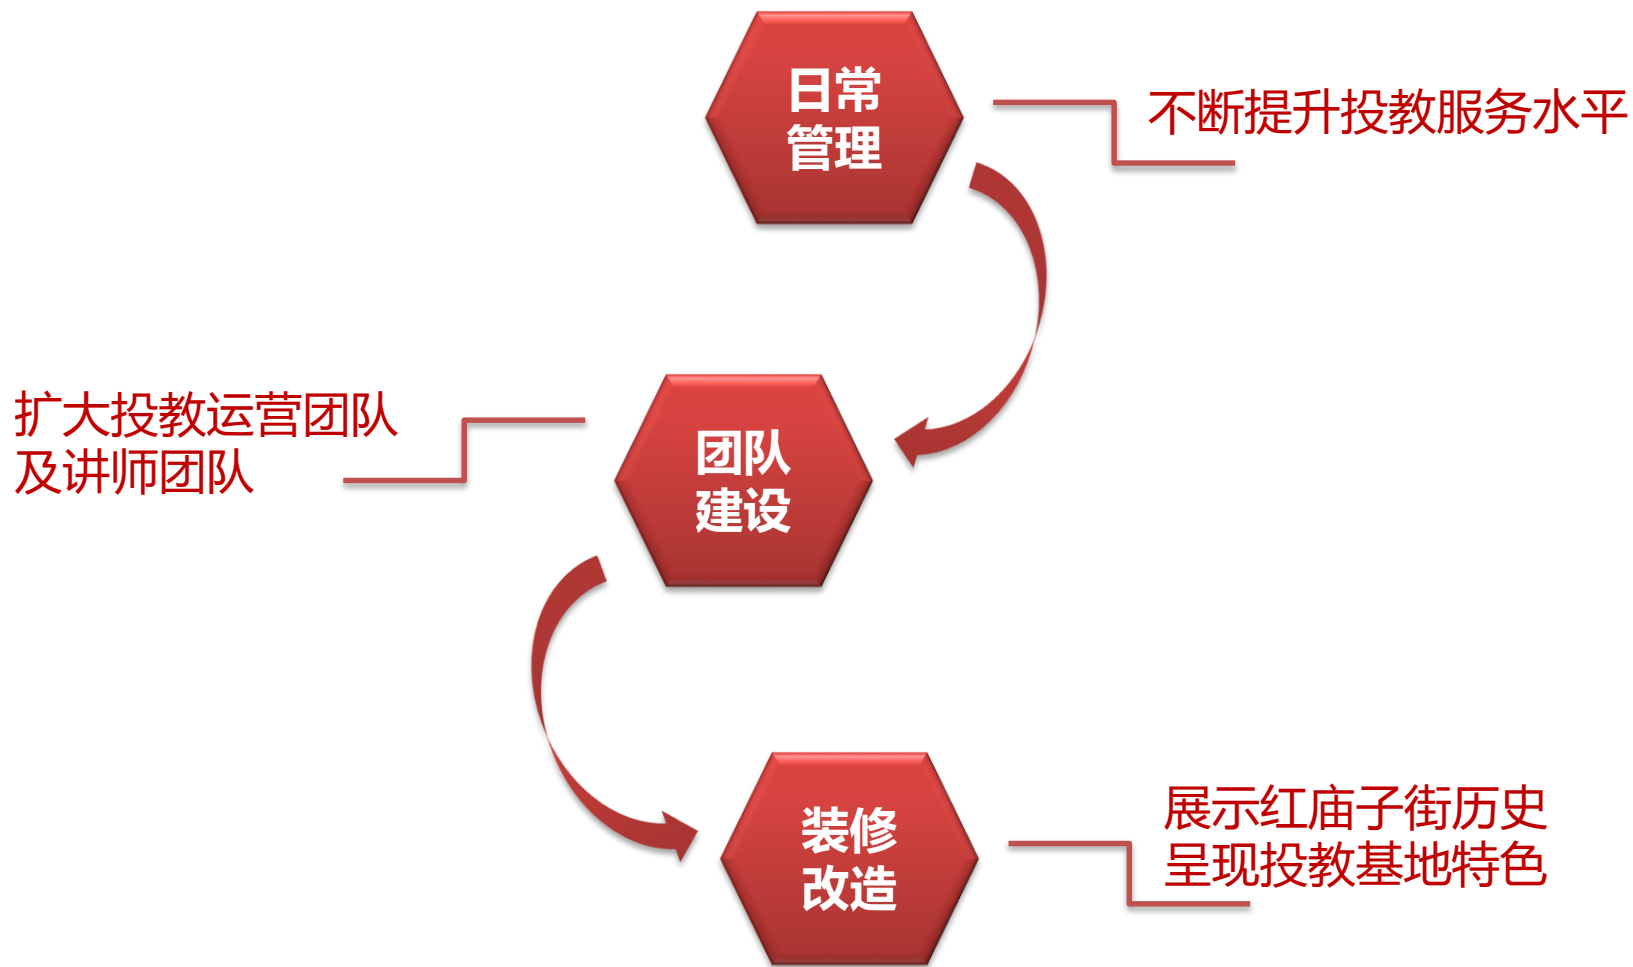 日常
管理
不断提升投教服务水平
扩大投教运营团队
及讲师团队
团队
建设
装修
改造
展示红庙子街历史
呈现投教基地特色